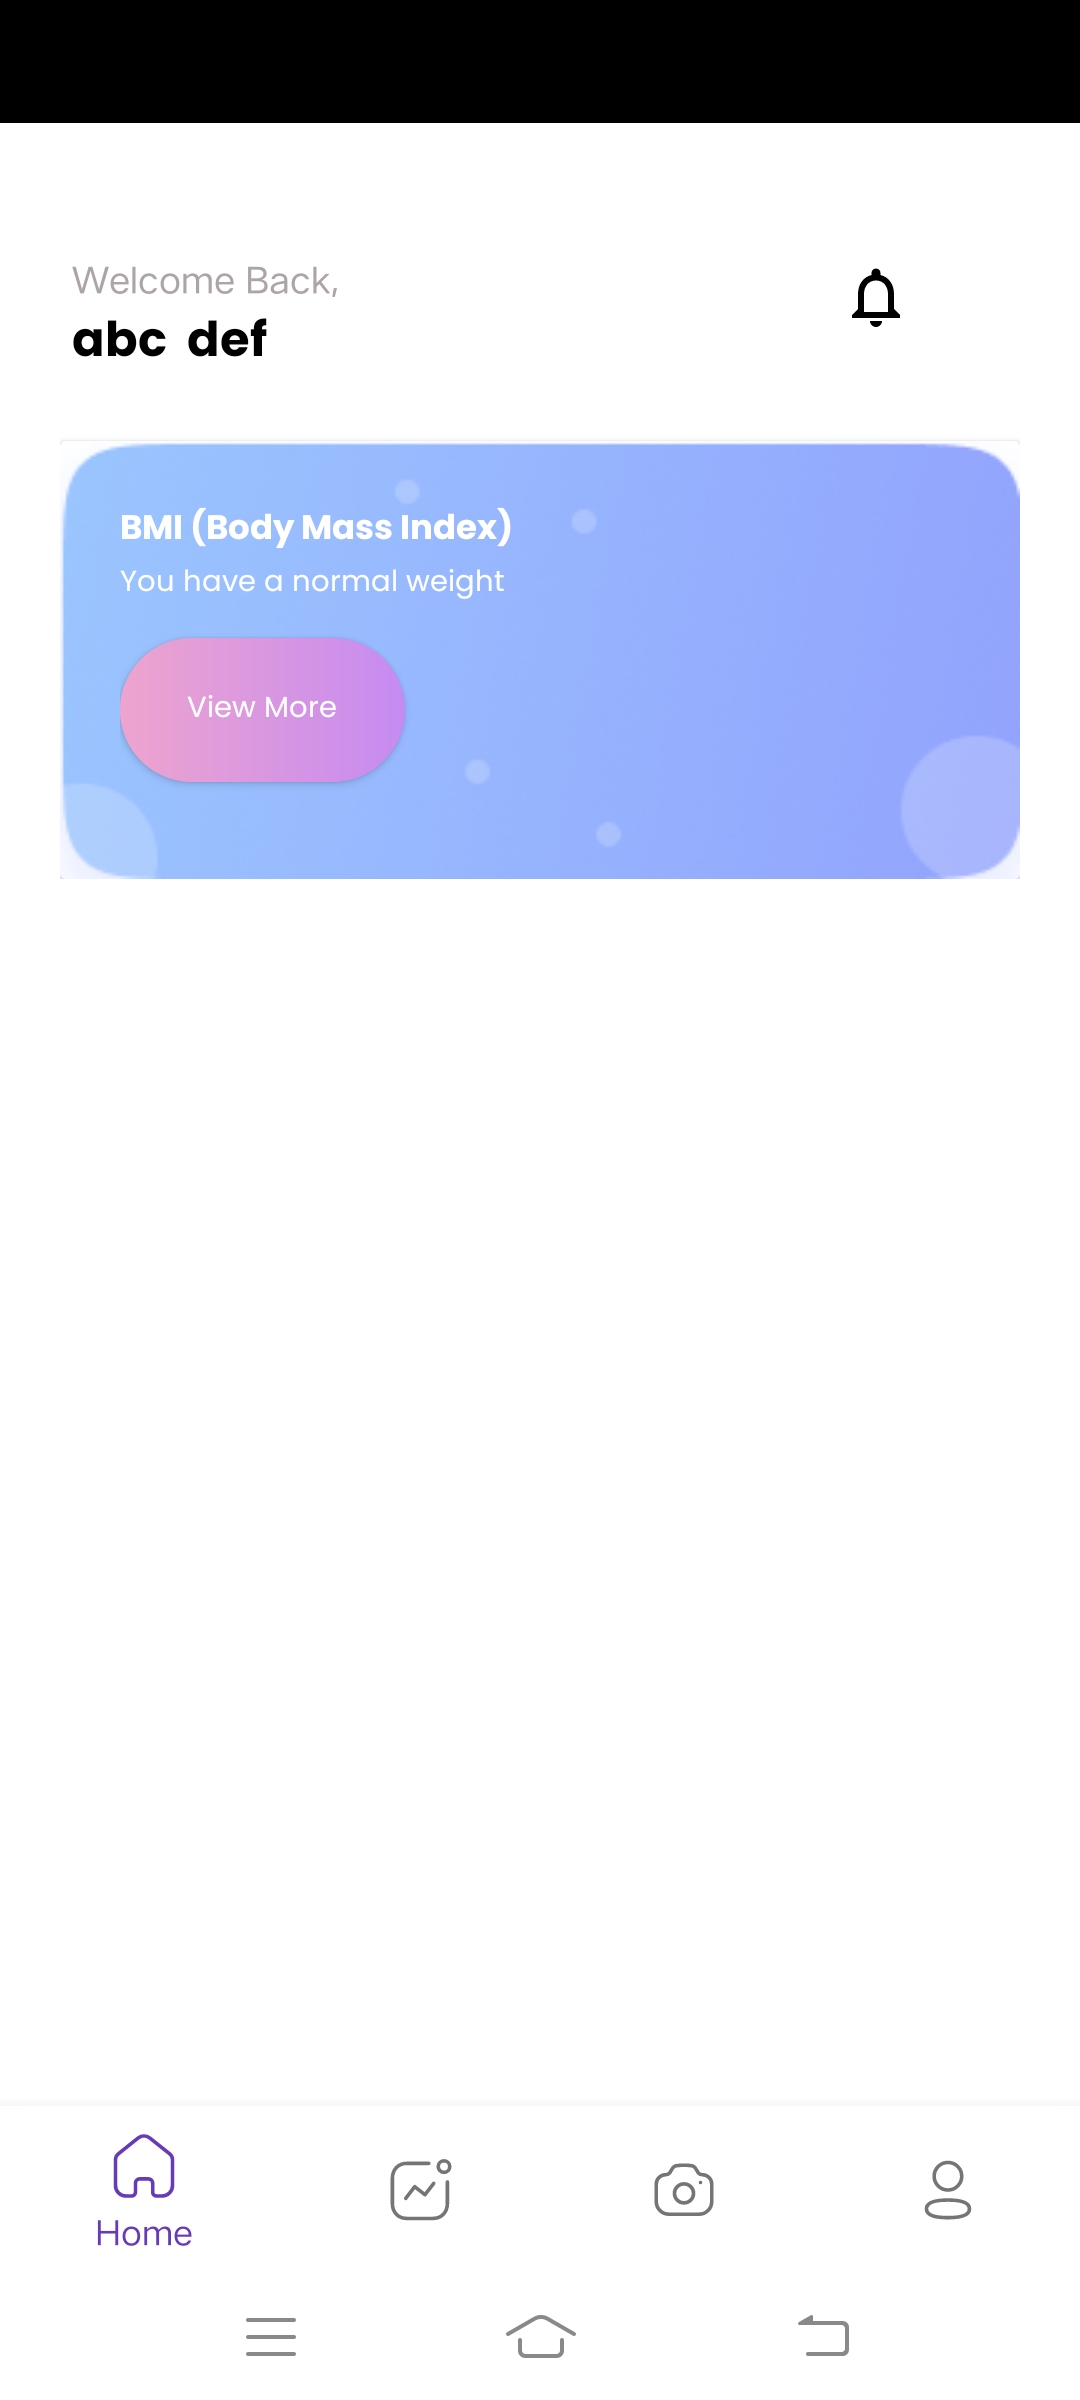 Welcome Back,
abc def
BMI (Body Mass Index)
You have a normal weight
View More
Home